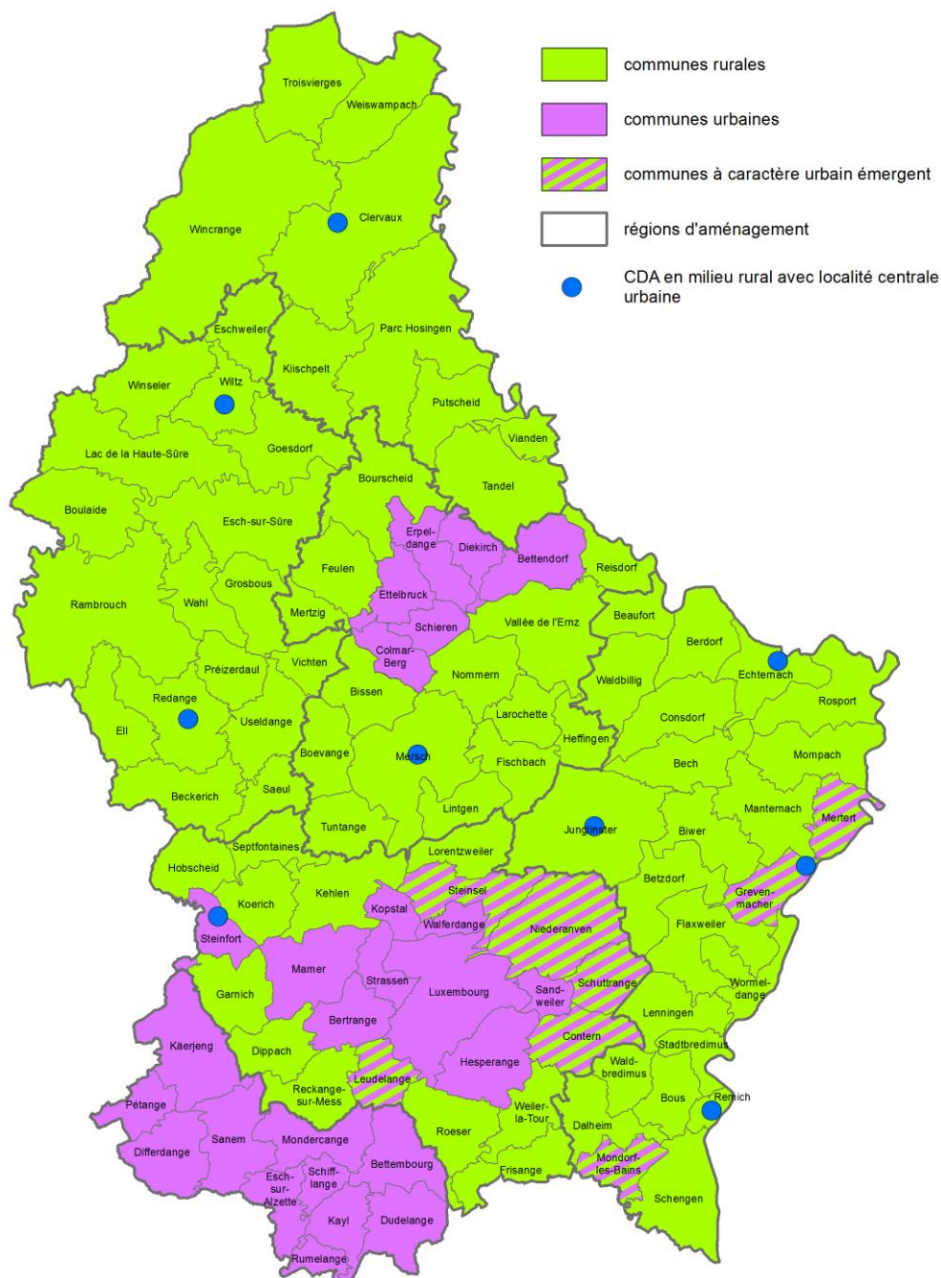 communes rurales
communes urbaines
communes à caractère urbain émergent
régions d'aménagement
CDA en milieu rural avec localité centrale
urbaine
Troisvierges
Weiswampach
Clervaux
Wincrange
Eschweiler
Parc Hosingen
Kiischpelt
Winseler
Wiltz
Putscheid
Vianden
Goesdorf
Lac de la Haute-Sûre
Bourscheid
Tandel
Boulaide
Esch-sur-Sûre
Erpel-
dange
Diekirch
Bettendorf
Reisdorf
Feulen
Grosbous
Ettelbruck
Rambrouch
Wahl
Mertzig
Beaufort
Vallée de l'Ernz
Schieren
Berdorf
Préizerdaul
Vichten
Colmar-
Berg
Echternach
Nommern
Waldbillig
Bissen
Redange
Rosport
Larochette
Consdorf
Useldange
Ell
Heffingen
Boevange
Mersch
Mompach
Fischbach
Bech
Saeul
Beckerich
Lintgen
Manternach
Mertert
Tuntange
Junglinster
Biwer
Septfontaines
Lorentzweiler
Hobscheid
Betzdorf
Steinsel
Kehlen
Koerich
Greven-
macher
Kopstal
Walferdange
Niederanven
Flaxweiler
Steinfort
Mamer
Strassen
Luxembourg
Sand-
weiler
Schuttrange
Wormel-
dange
Garnich
Lenningen
Bertrange
Contern
Stadtbredimus
Käerjeng
Dippach
Hesperange
Wald-
bredimus
Leudelange
Reckange-
sur-Mess
Bous
Remich
Pétange
Weiler-
la-Tour
Roeser
Dalheim
Sanem
Mondercange
Differdange
Bettembourg
Frisange
Mondorf-
les-Bains
Esch-
sur-
Alzette
Schiff-
lange
Schengen
Kayl
Dudelange
Rumelange